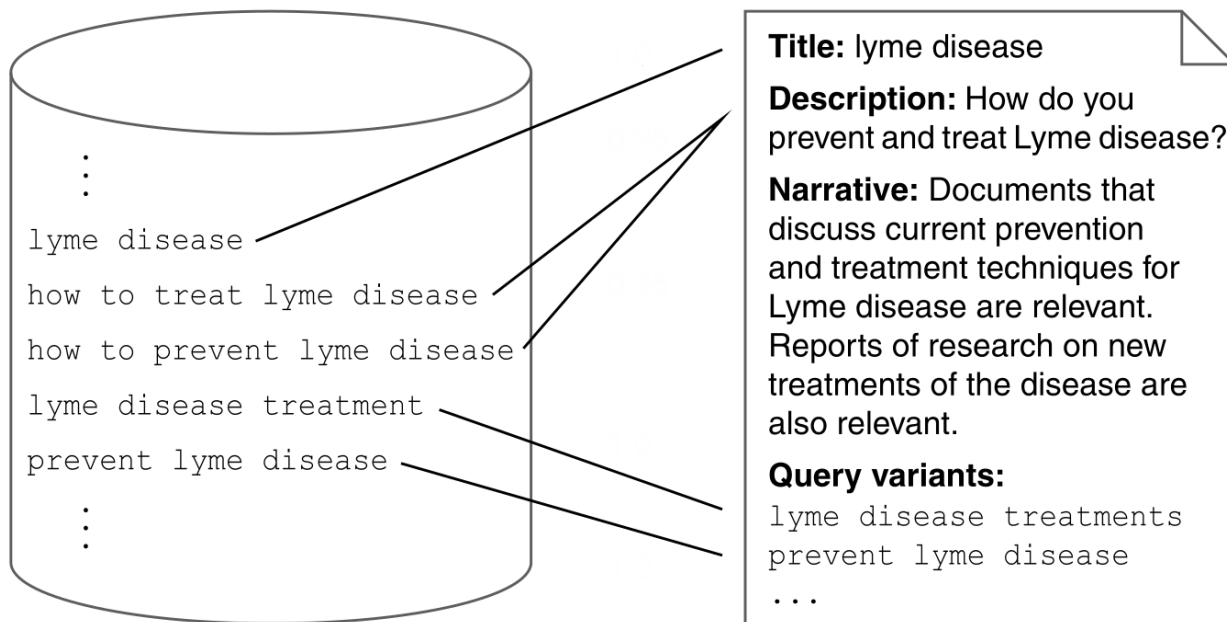 ⋮
lyme disease
how to treat lyme disease
how to prevent lyme disease
lyme disease treatment
prevent lyme disease
⋮
Title: lyme disease
Description: How do you
prevent and treat Lyme disease?
Narrative: Documents that
discuss current prevention
and treatment techniques for
Lyme disease are relevant.
Reports of research on new
treatments of the disease are
also relevant.
Query variants:
lyme disease treatments
prevent lyme disease
...